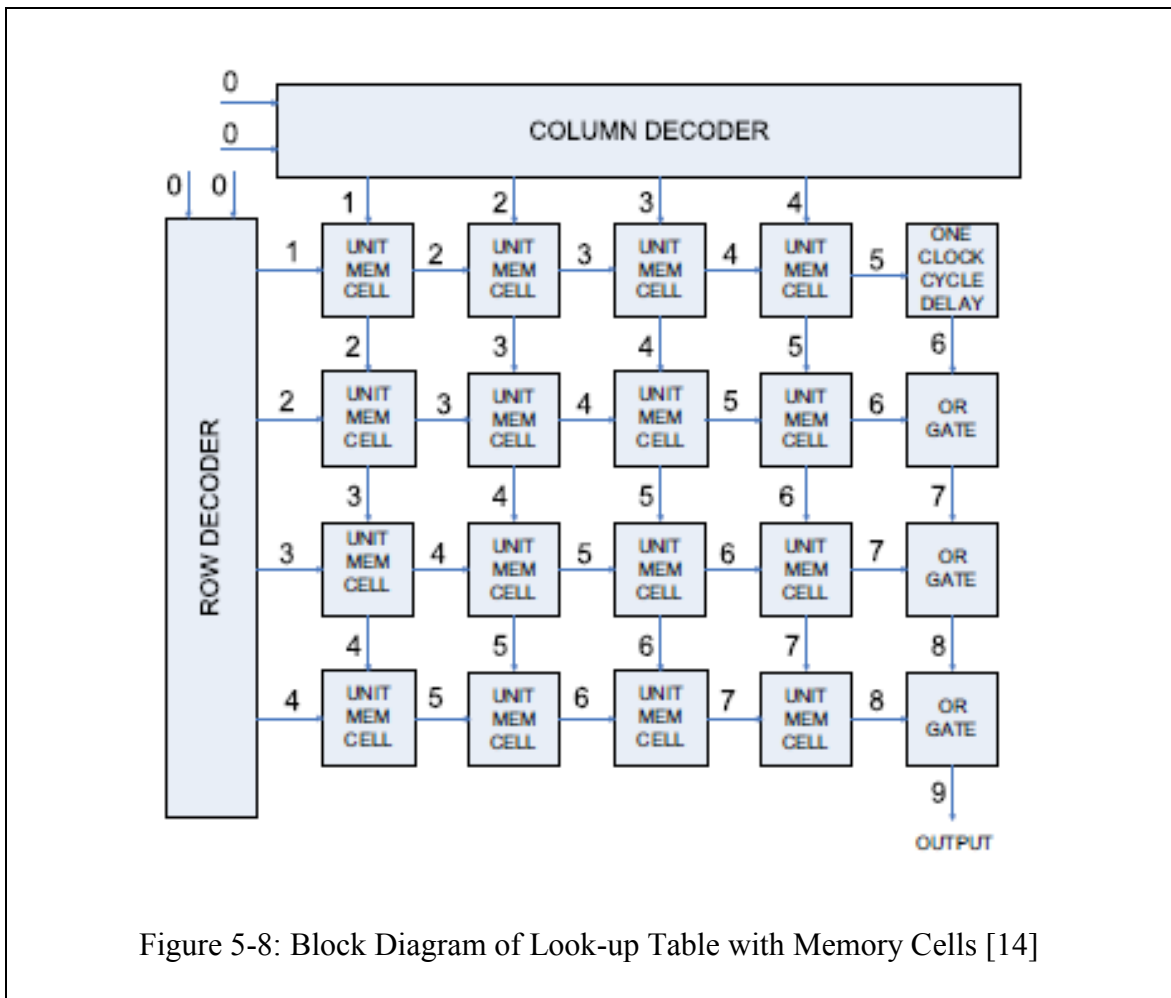 0
COLUMN DECODER
0
0 0
1 2 3 4
ROW DECODER
1 UNIT MEM CELL 2 UNIT MEM CELL 3 UNIT MEM CELL 4 UNIT MEM CELL 5 ONE CLOCK CYCLE DELAY
2 3 4 5 6
2 UNIT MEM CELL 3 UNIT MEM CELL 4 UNIT MEM CELL 5 UNIT MEM CELL 6 OR GATE
3 4 5 6 7
3 UNIT MEM CELL 4 UNIT MEM CELL 5 UNIT MEM CELL 6 UNIT MEM CELL 7 OR GATE
4 5 6 7 8
4 UNIT MEM CELL 5 UNIT MEM CELL 6 UNIT MEM CELL 7 UNIT MEM CELL 8 OR GATE
9
OUTPUT
Figure 5-8: Block Diagram of Look-up Table with Memory Cells [14]